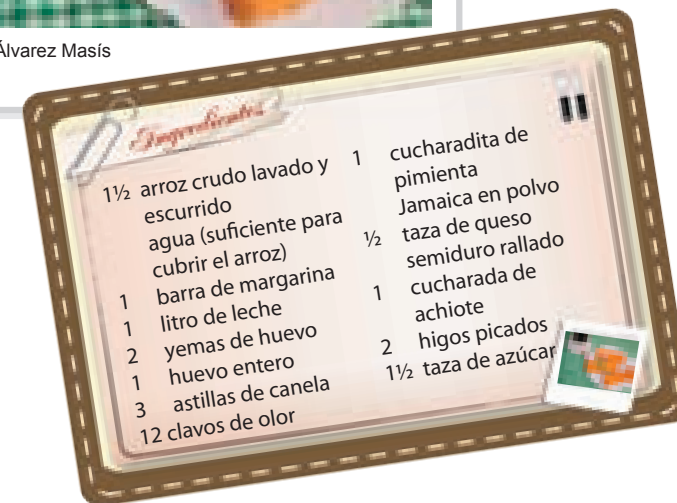 Álvarez Masís
Ingredientes
1½ arroz crudo lavado y
escurrido
agua (suficiente para
cubrir el arroz)
1 barra de margarina
1 litro de leche
2 yemas de huevo
1 huevo entero
3 astillas de canela
12 clavos de olor
1 cucharadita de
pimienta
Jamaica en polvo
½ taza de queso
semiduro rallado
1 cucharada de
achiote
2 higos picados
1½ taza de azúcar